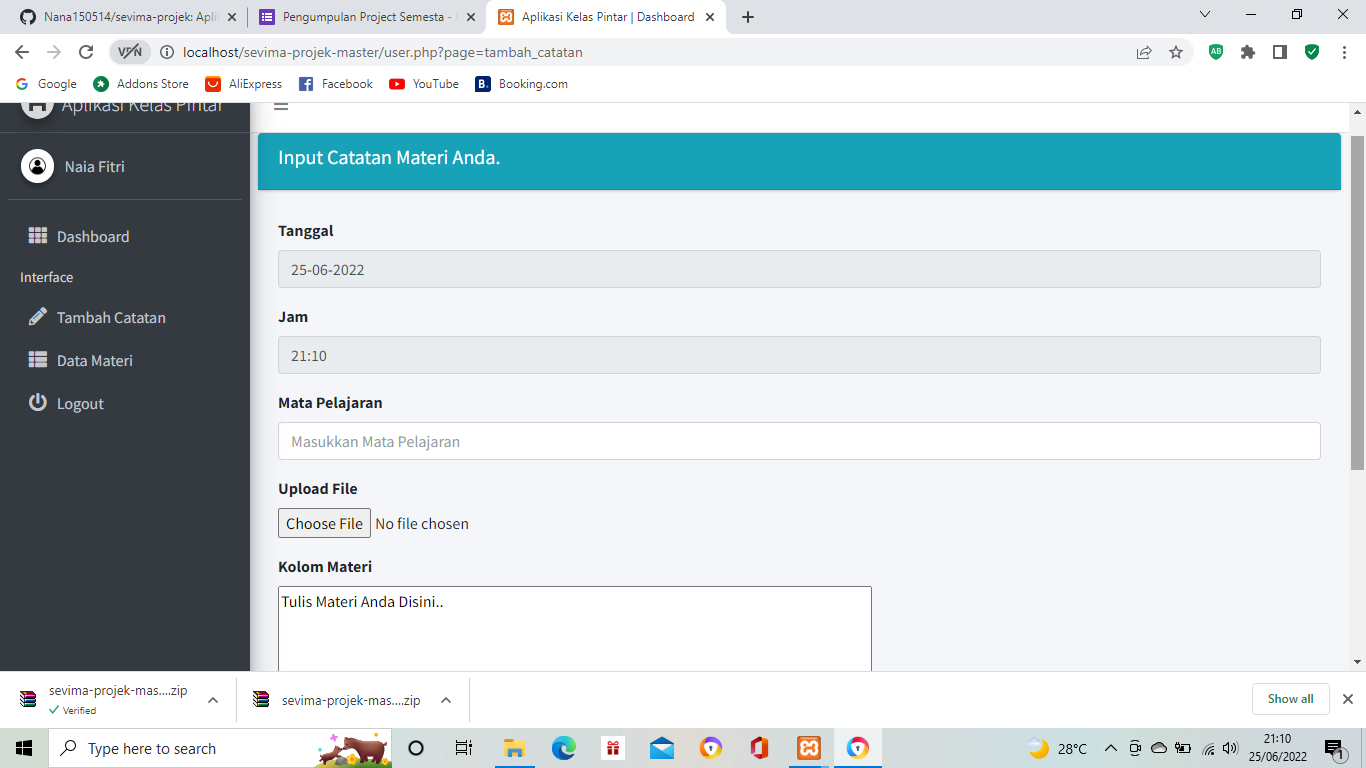 Nana150514/sevima-projek: Apli
Pengumpulan Project Semesta -
Aplikasi Kelas Pintar | Dashboard
VPN
localhost/sevima-projek-master/user.php?page=tambah_catatan
AB
Google
Addons Store
AliExpress
Facebook
YouTube
B.
Booking.com
Aplikasi Kelas Pintar
Naia Fitri
Dashboard
Interface
Tambah Catatan
Data Materi
Logout
Input Catatan Materi Anda.
Tanggal
25-06-2022
Jam
21:10
Mata Pelajaran
Masukkan Mata Pelajaran
Upload File
Choose File No file chosen
Kolom Materi
Tulis Materi Anda Disini..
sevima-projek-mas....zip
Verified
sevima-projek-mas....zip
Show all
Type here to search
28°C
21:10
25/06/2022
1